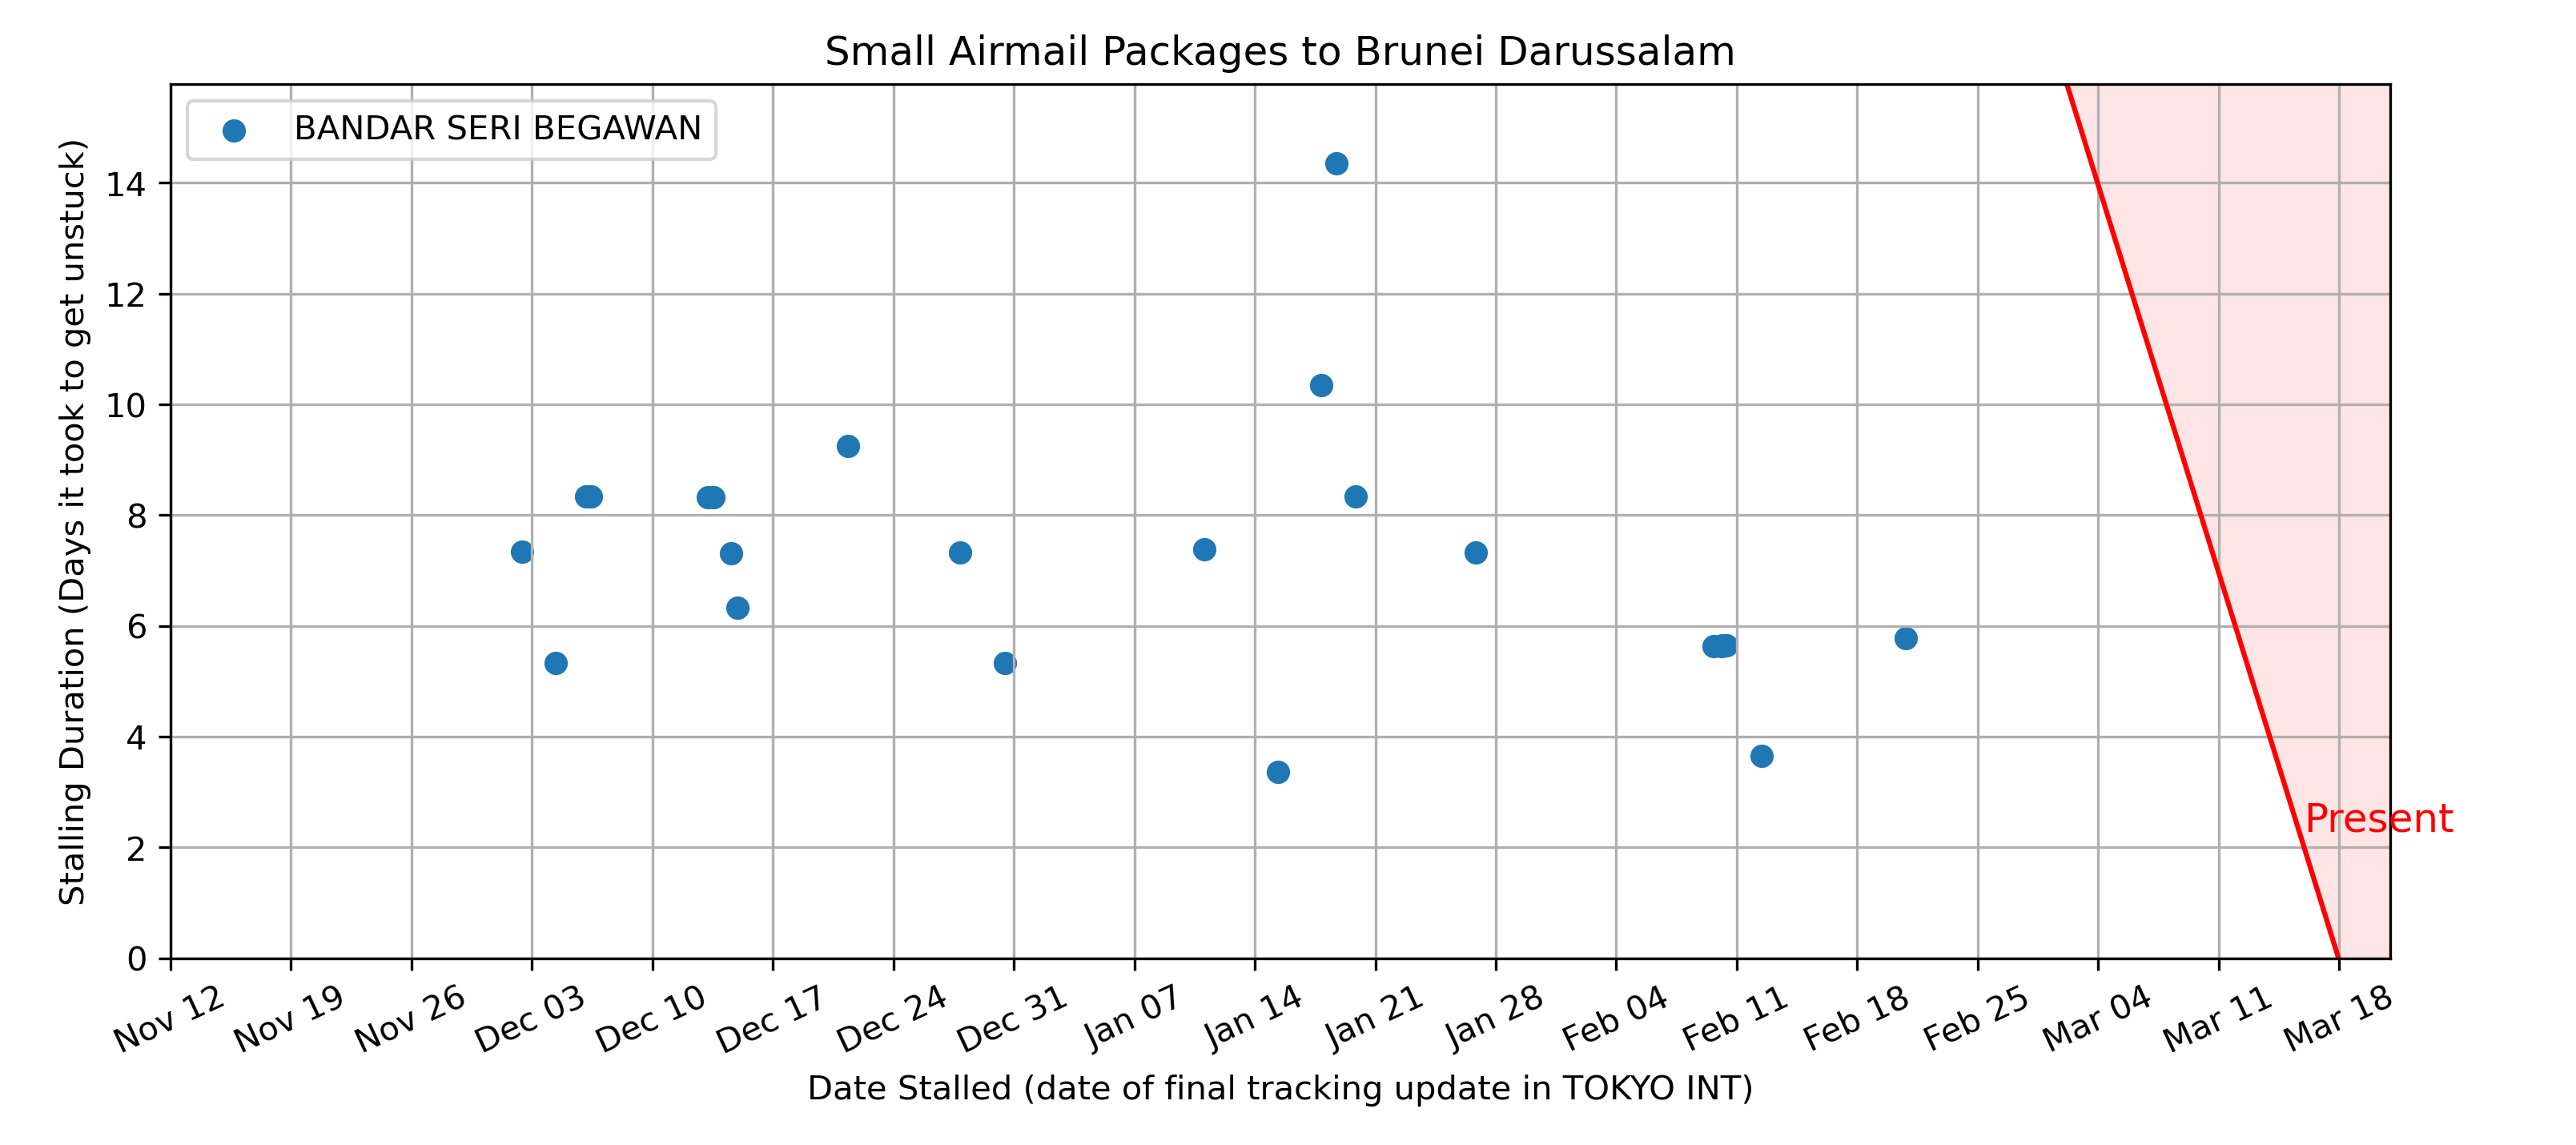 Small Airmail Packages to Brunei Darussalam
BANDAR SERI BEGAWAN
Stalling Duration (Days it took to get unstuck)
14
12
10
8
6
4
2
0
Present
Nov 12
Nov 19
Nov 26
Dec 03
Dec 10
Dec 17
Dec 24
Dec 31
Jan 07
Jan 14
Jan 21
Jan 28
Feb 04
Feb 11
Feb 18
Feb 25
Mar 04
Mar 11
Mar 18
Date Stalled (date of final tracking update in TOKYO INT)